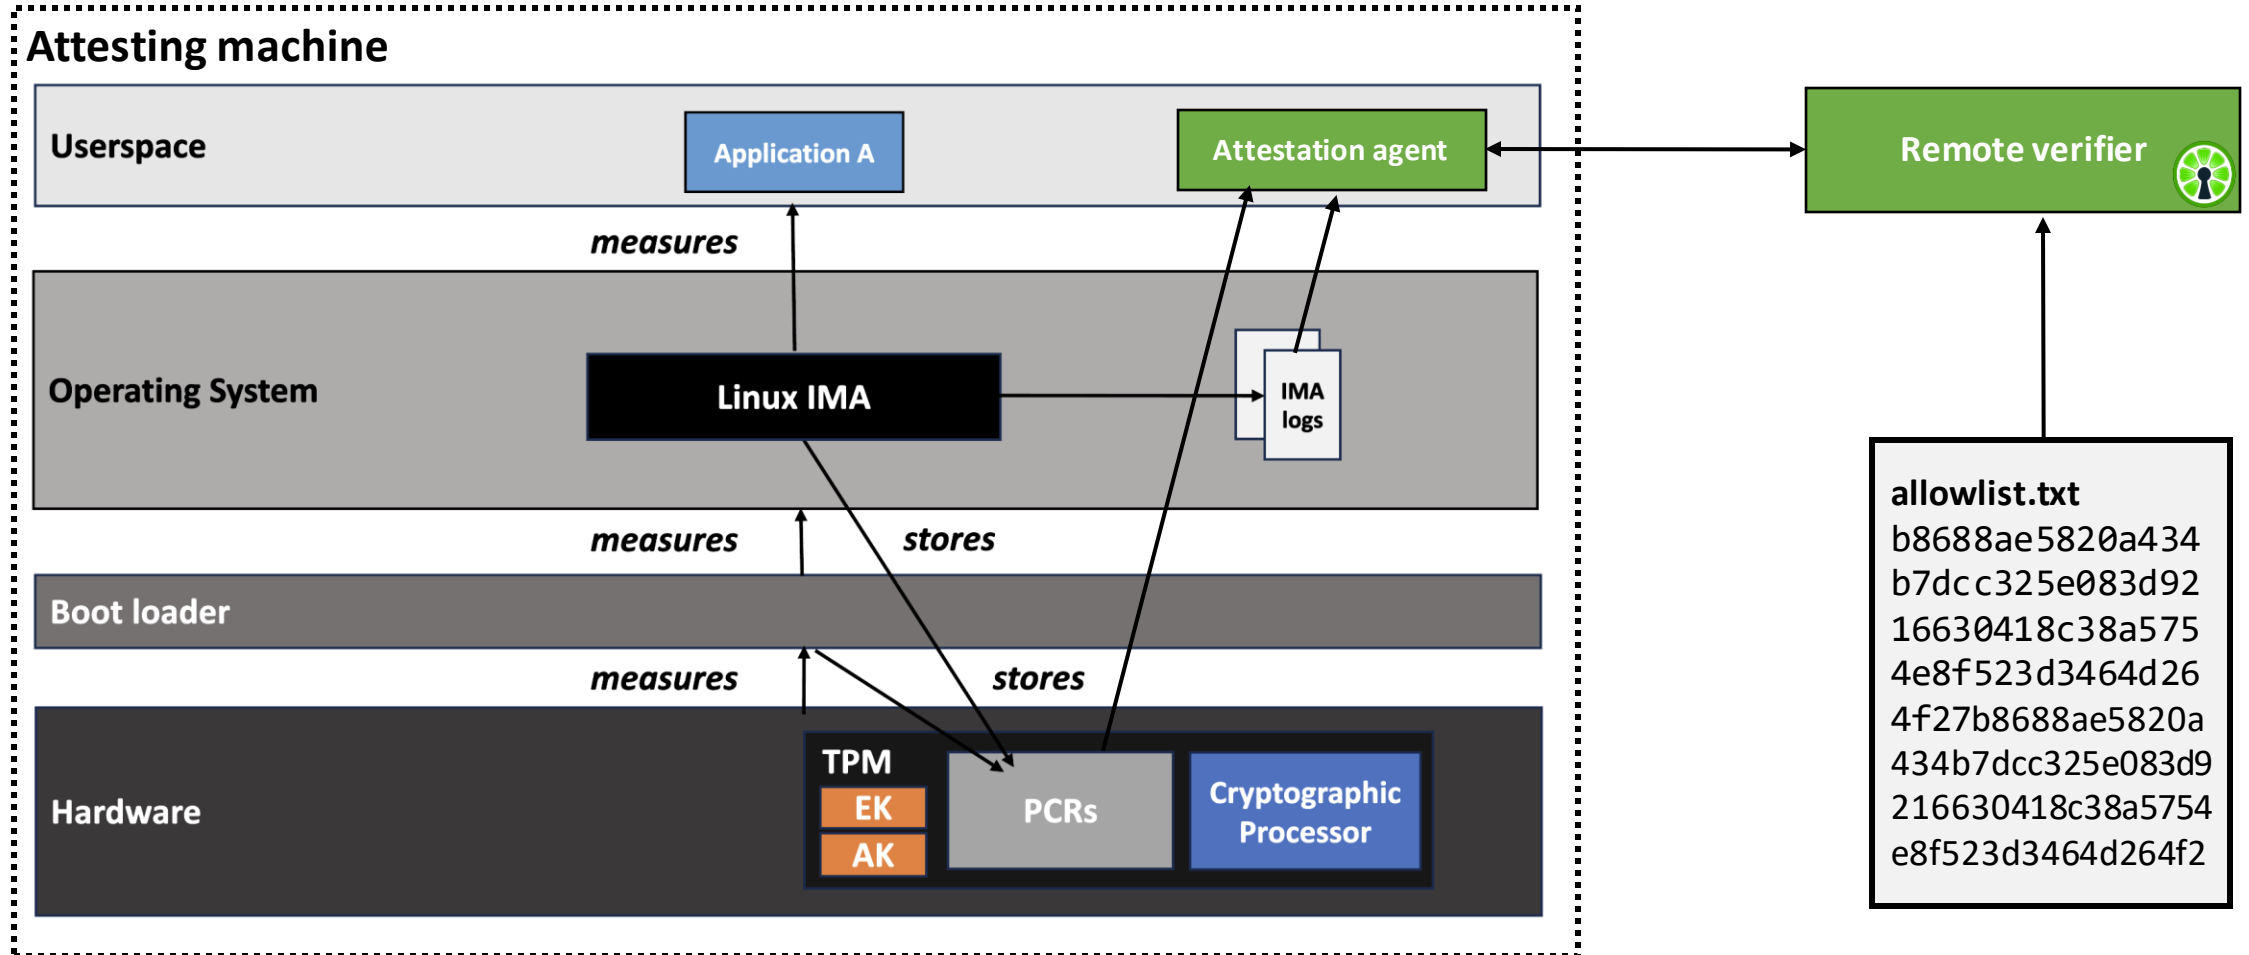 Attesting machine
Userspace
Application A
Attestation agent
Remote verifier
measures
Operating System
Linux IMA
IMA
logs
measures
stores
Boot loader
measures
stores
Hardware
TPM
EK
AK
PCRs
Cryptographic
Processor
allowlist.txt
b8688ae5820a434
b7dcc325e083d92
16630418c38a575
4e8f523d3464d26
4f27b8688ae5820a
434b7dcc325e083d9
216630418c38a5754
e8f523d3464d264f2